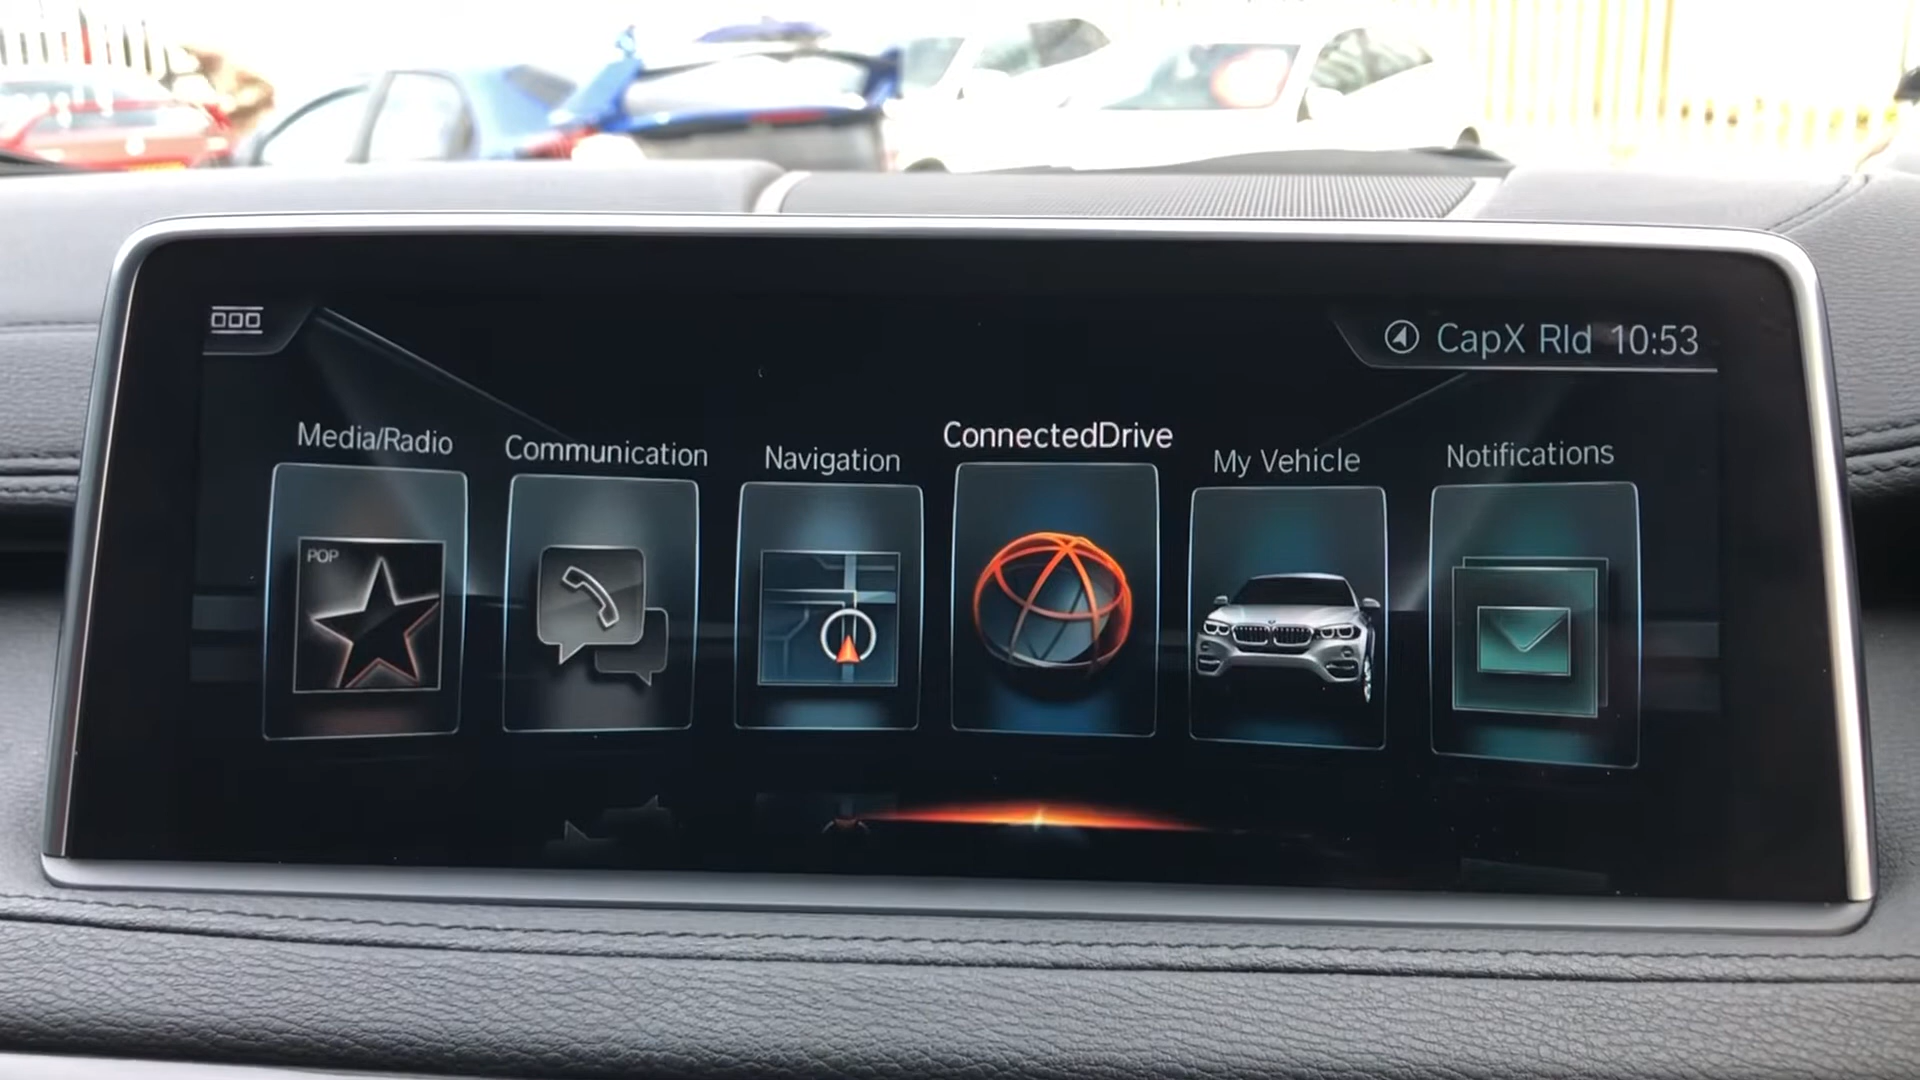 CapX Rld 10:53
Media/Radio
Communication
Navigation
ConnectedDrive
My Vehicle
Notifications
POP